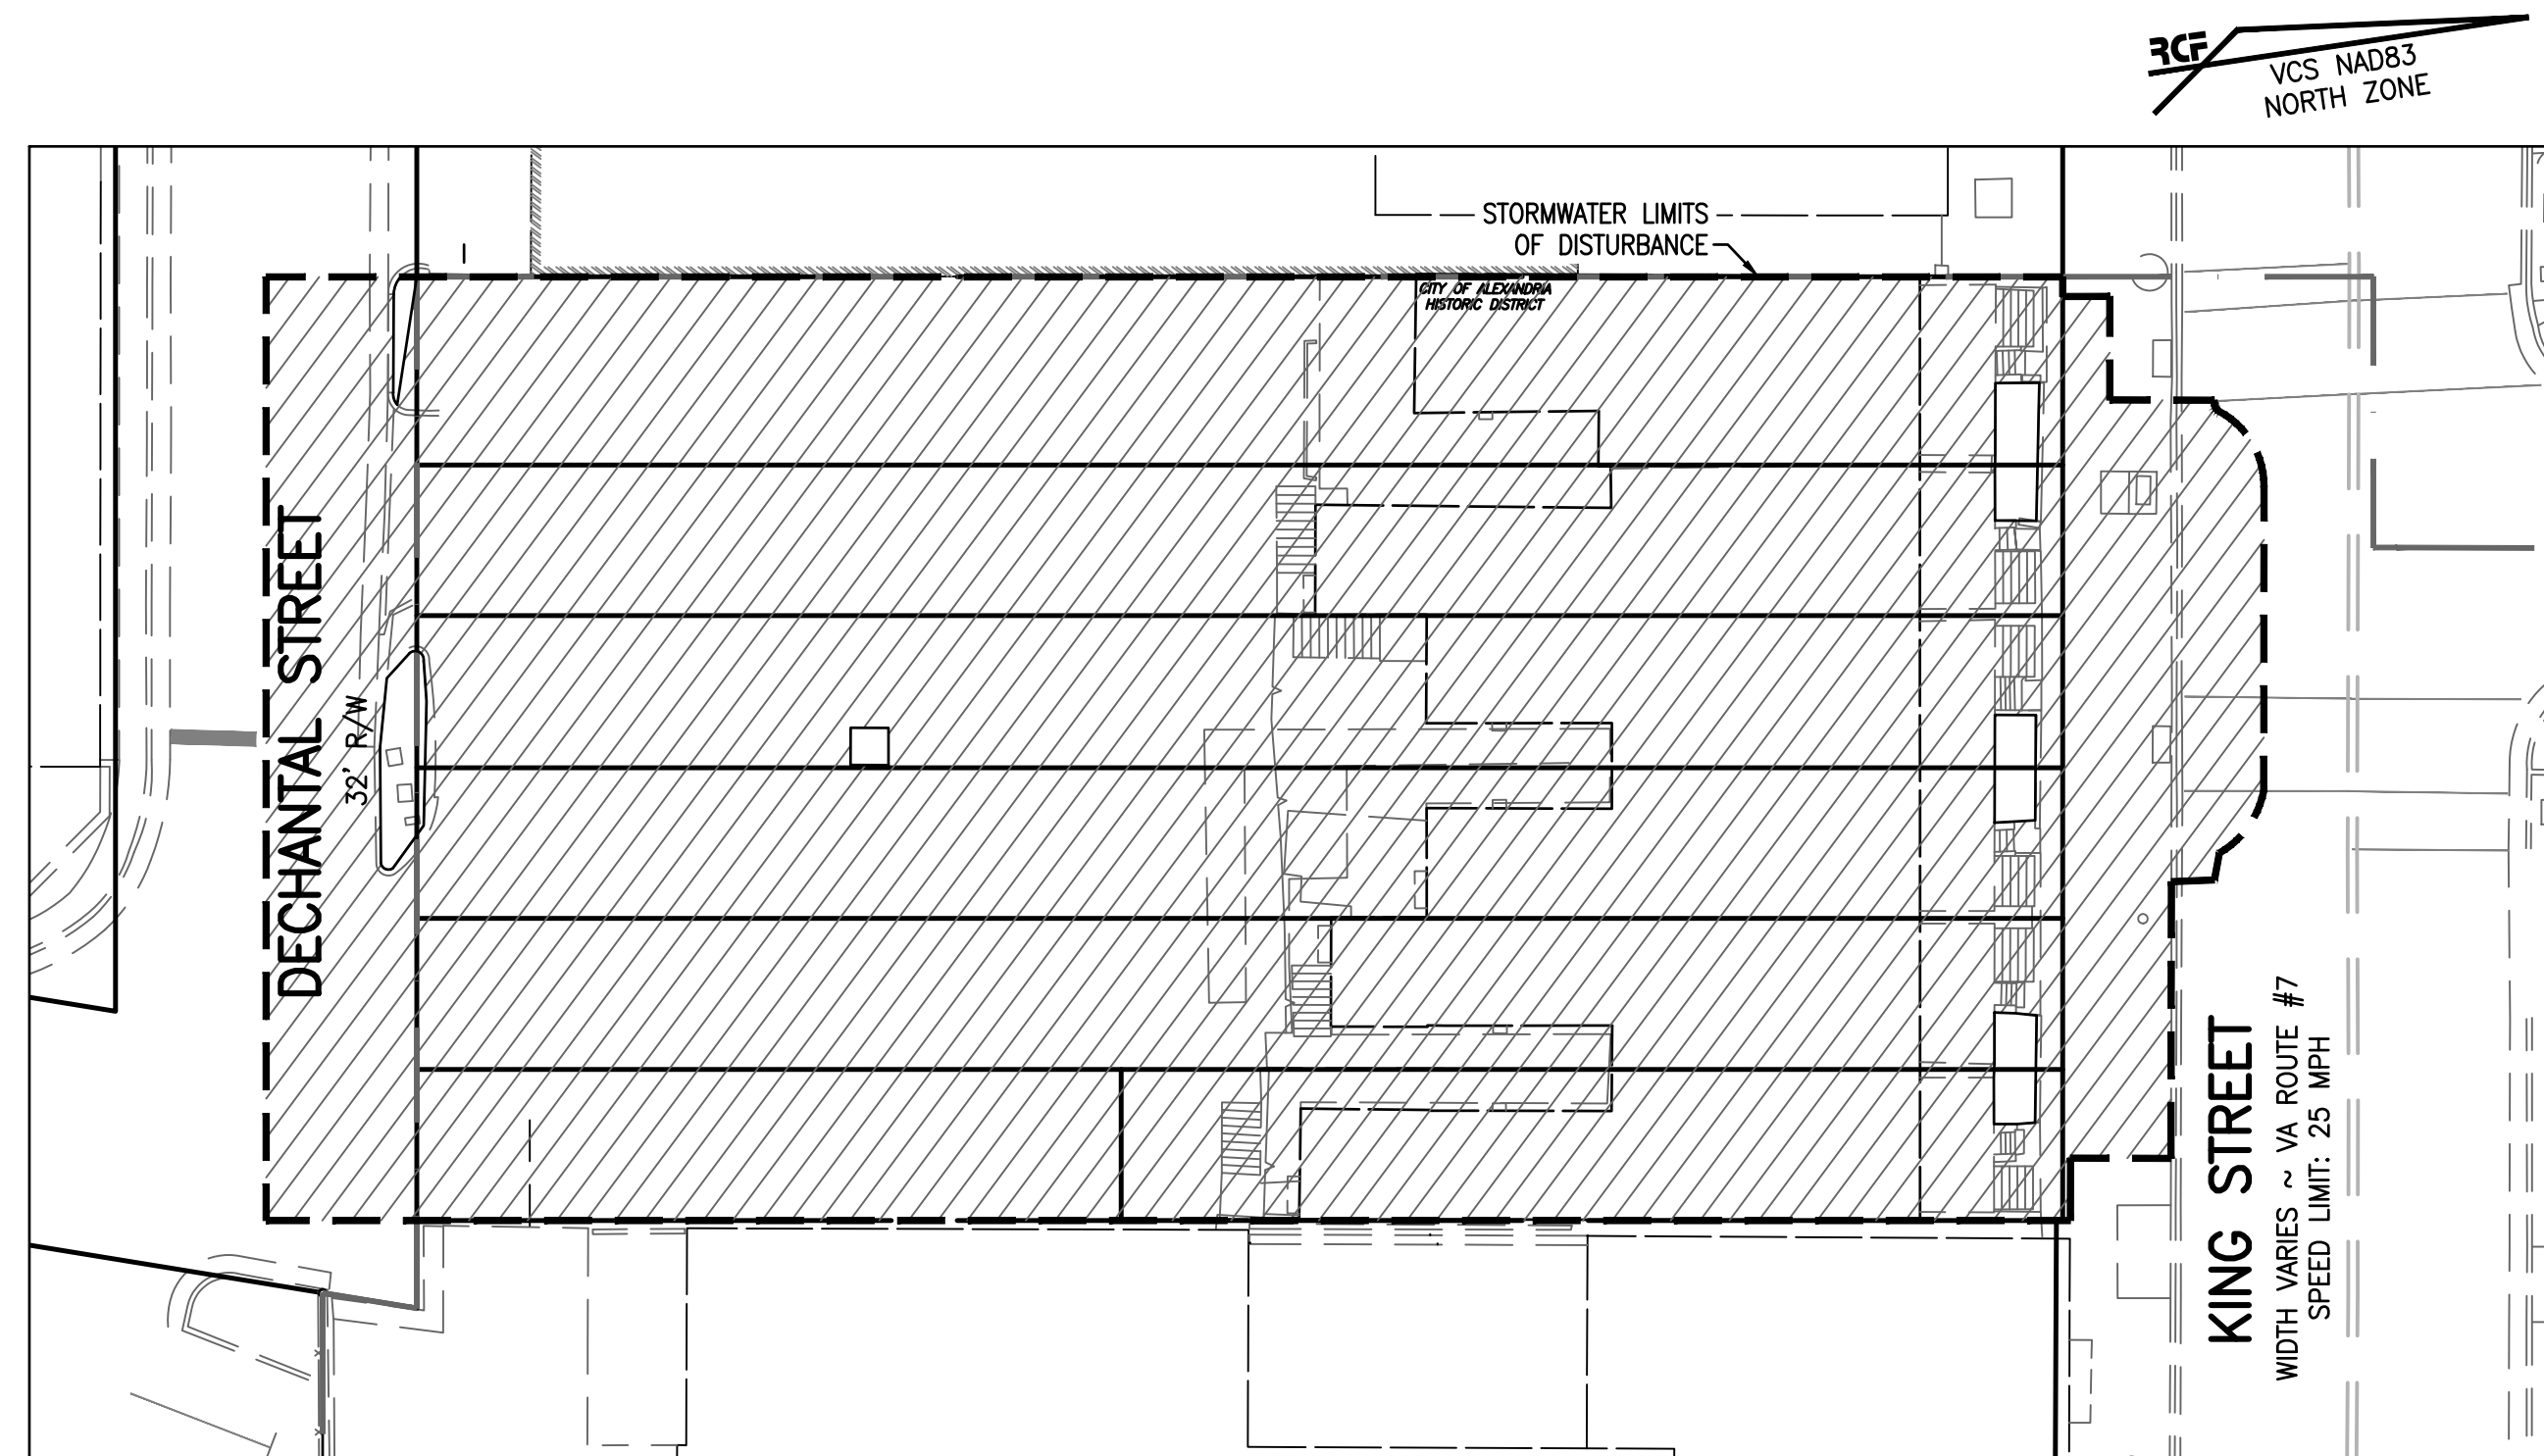 RCF
VCS NAD83
NORTH ZONE
STORMWATER LIMITS
OF DISTURBANCE
CITY OF ALEXANDRIA
HISTORIC DISTRICT
DECHANTAL STREET
32' R/W
KING STREET
WIDTH VARIES ~ VA ROUTE #7
SPEED LIMIT: 25 MPH